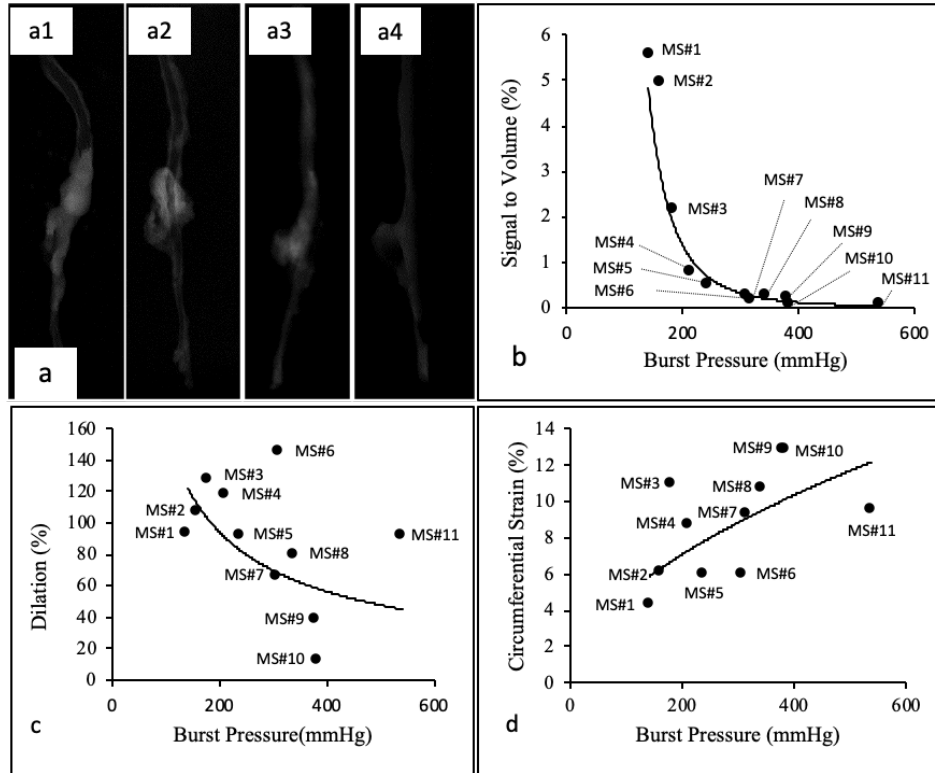 a1
a2
a3
a4
a
6
5
4
3
2
1
0
Signal to Volume (%)
MS#1
MS#2
MS#3
MS#4
MS#5
MS#6
MS#7
MS#8
MS#9
MS#10
MS#11
0
200
400
600
Burst Pressure (mmHg)
b
160
140
120
100
80
60
40
20
0
Dilation (%)
MS#6
MS#3
MS#4
MS#2
MS#1
MS#5
MS#11
MS#8
MS#7
MS#9
MS#10
0
200
400
600
Burst Pressure(mmHg)
c
14
12
10
8
6
4
2
0
Circumferential Strain (%)
MS#9
MS#10
MS#3
MS#8
MS#7
MS#4
MS#11
MS#2
MS#5
MS#6
MS#1
0
200
400
600
Burst Pressure (mmHg)
d